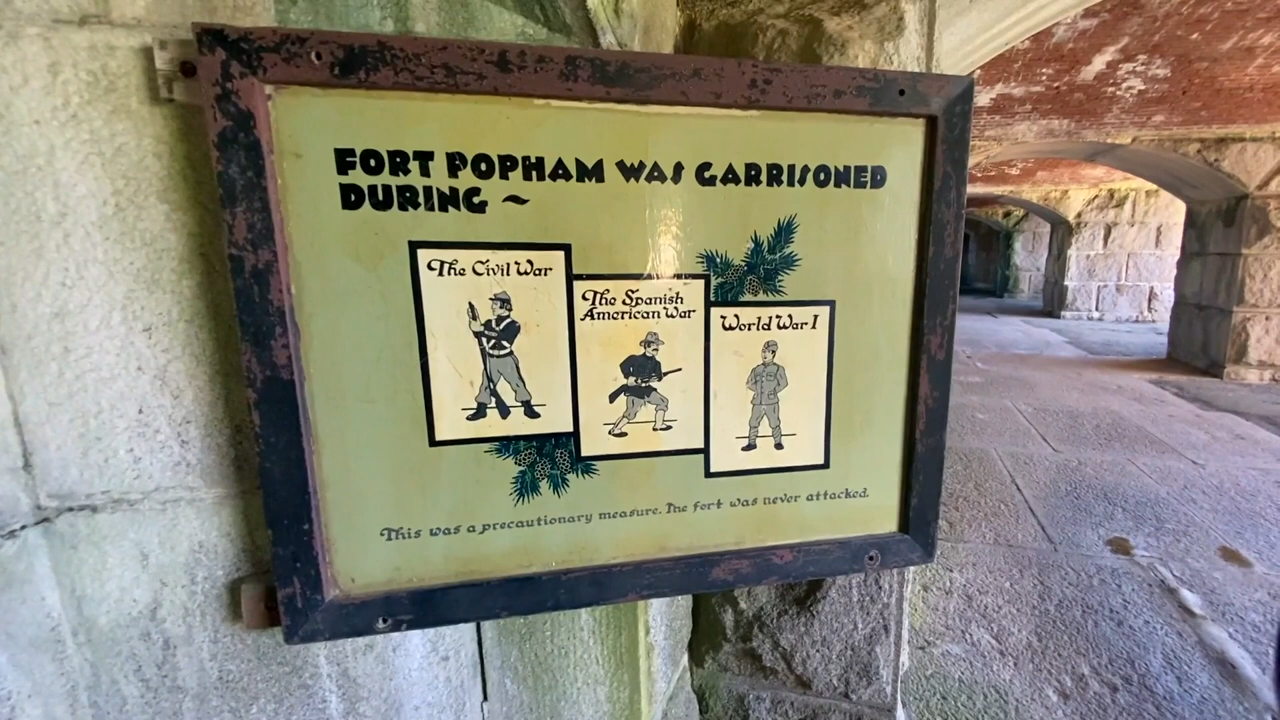 FORT POPHAM WAS GARRISONED
DURING ~
The Civil War
The Spanish
American War
World War I
This was a precautionary measure. The fort was never attacked.